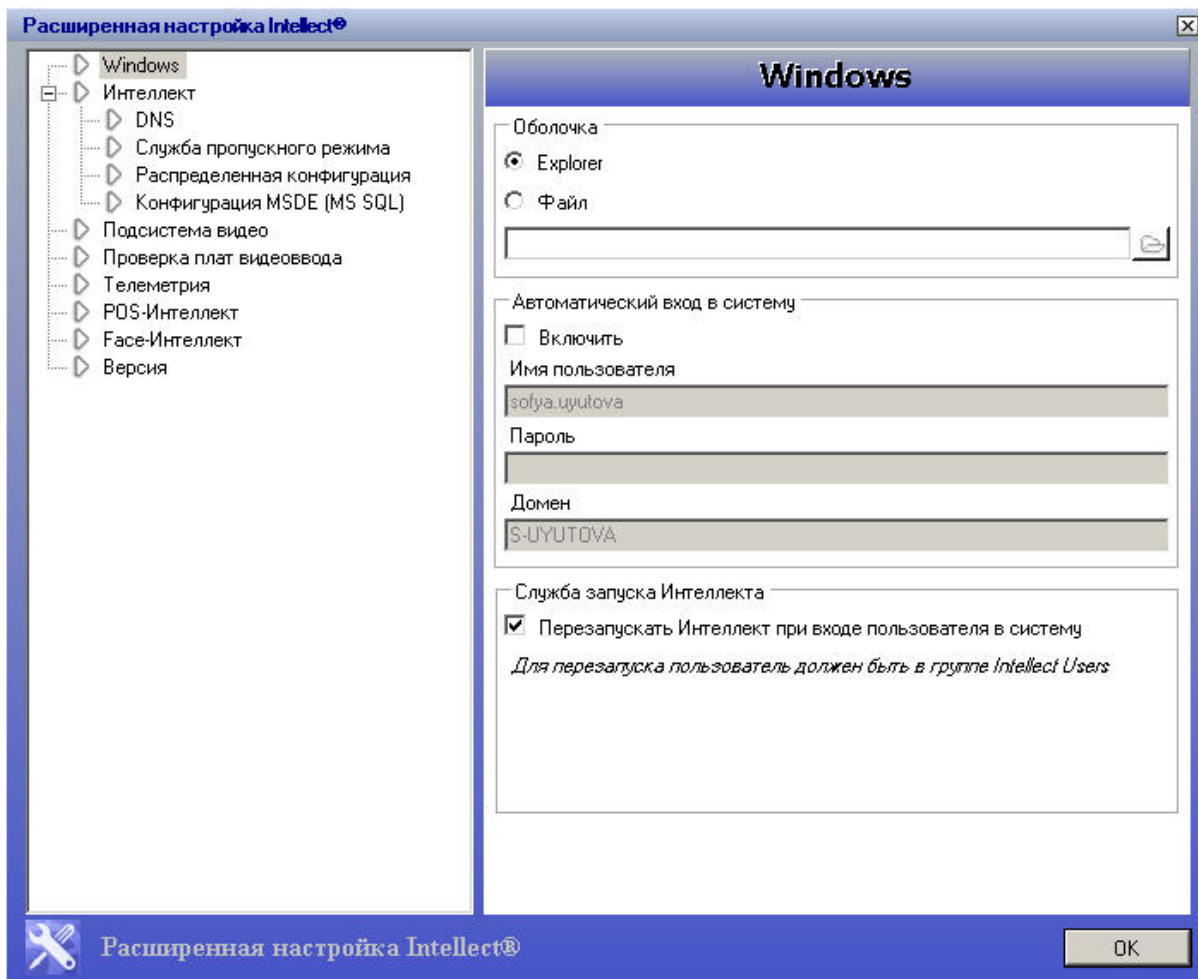 Расширенная настройка Intellect®
Windows
Интеллект
DNS
Служба пропускного режима
Распределенная конфигурация
Конфигурация MSDE (MS SQL)
Подсистема видео
Проверка плат видеоввода
Телеметрия
POS-Интеллект
Face-Интеллект
Версия
Windows
Оболочка
Explorer
Файл
Автоматический вход в систему
Включить
Имя пользователя
sofya.uyutova
Пароль
Домен
S-UYUTOVA
Служба запуска Интеллекта
Перезапускать Интеллект при входе пользователя в систему
Для перезапуска пользователь должен быть в группе Intellect Users
Расширенная настройка Intellect®
OK